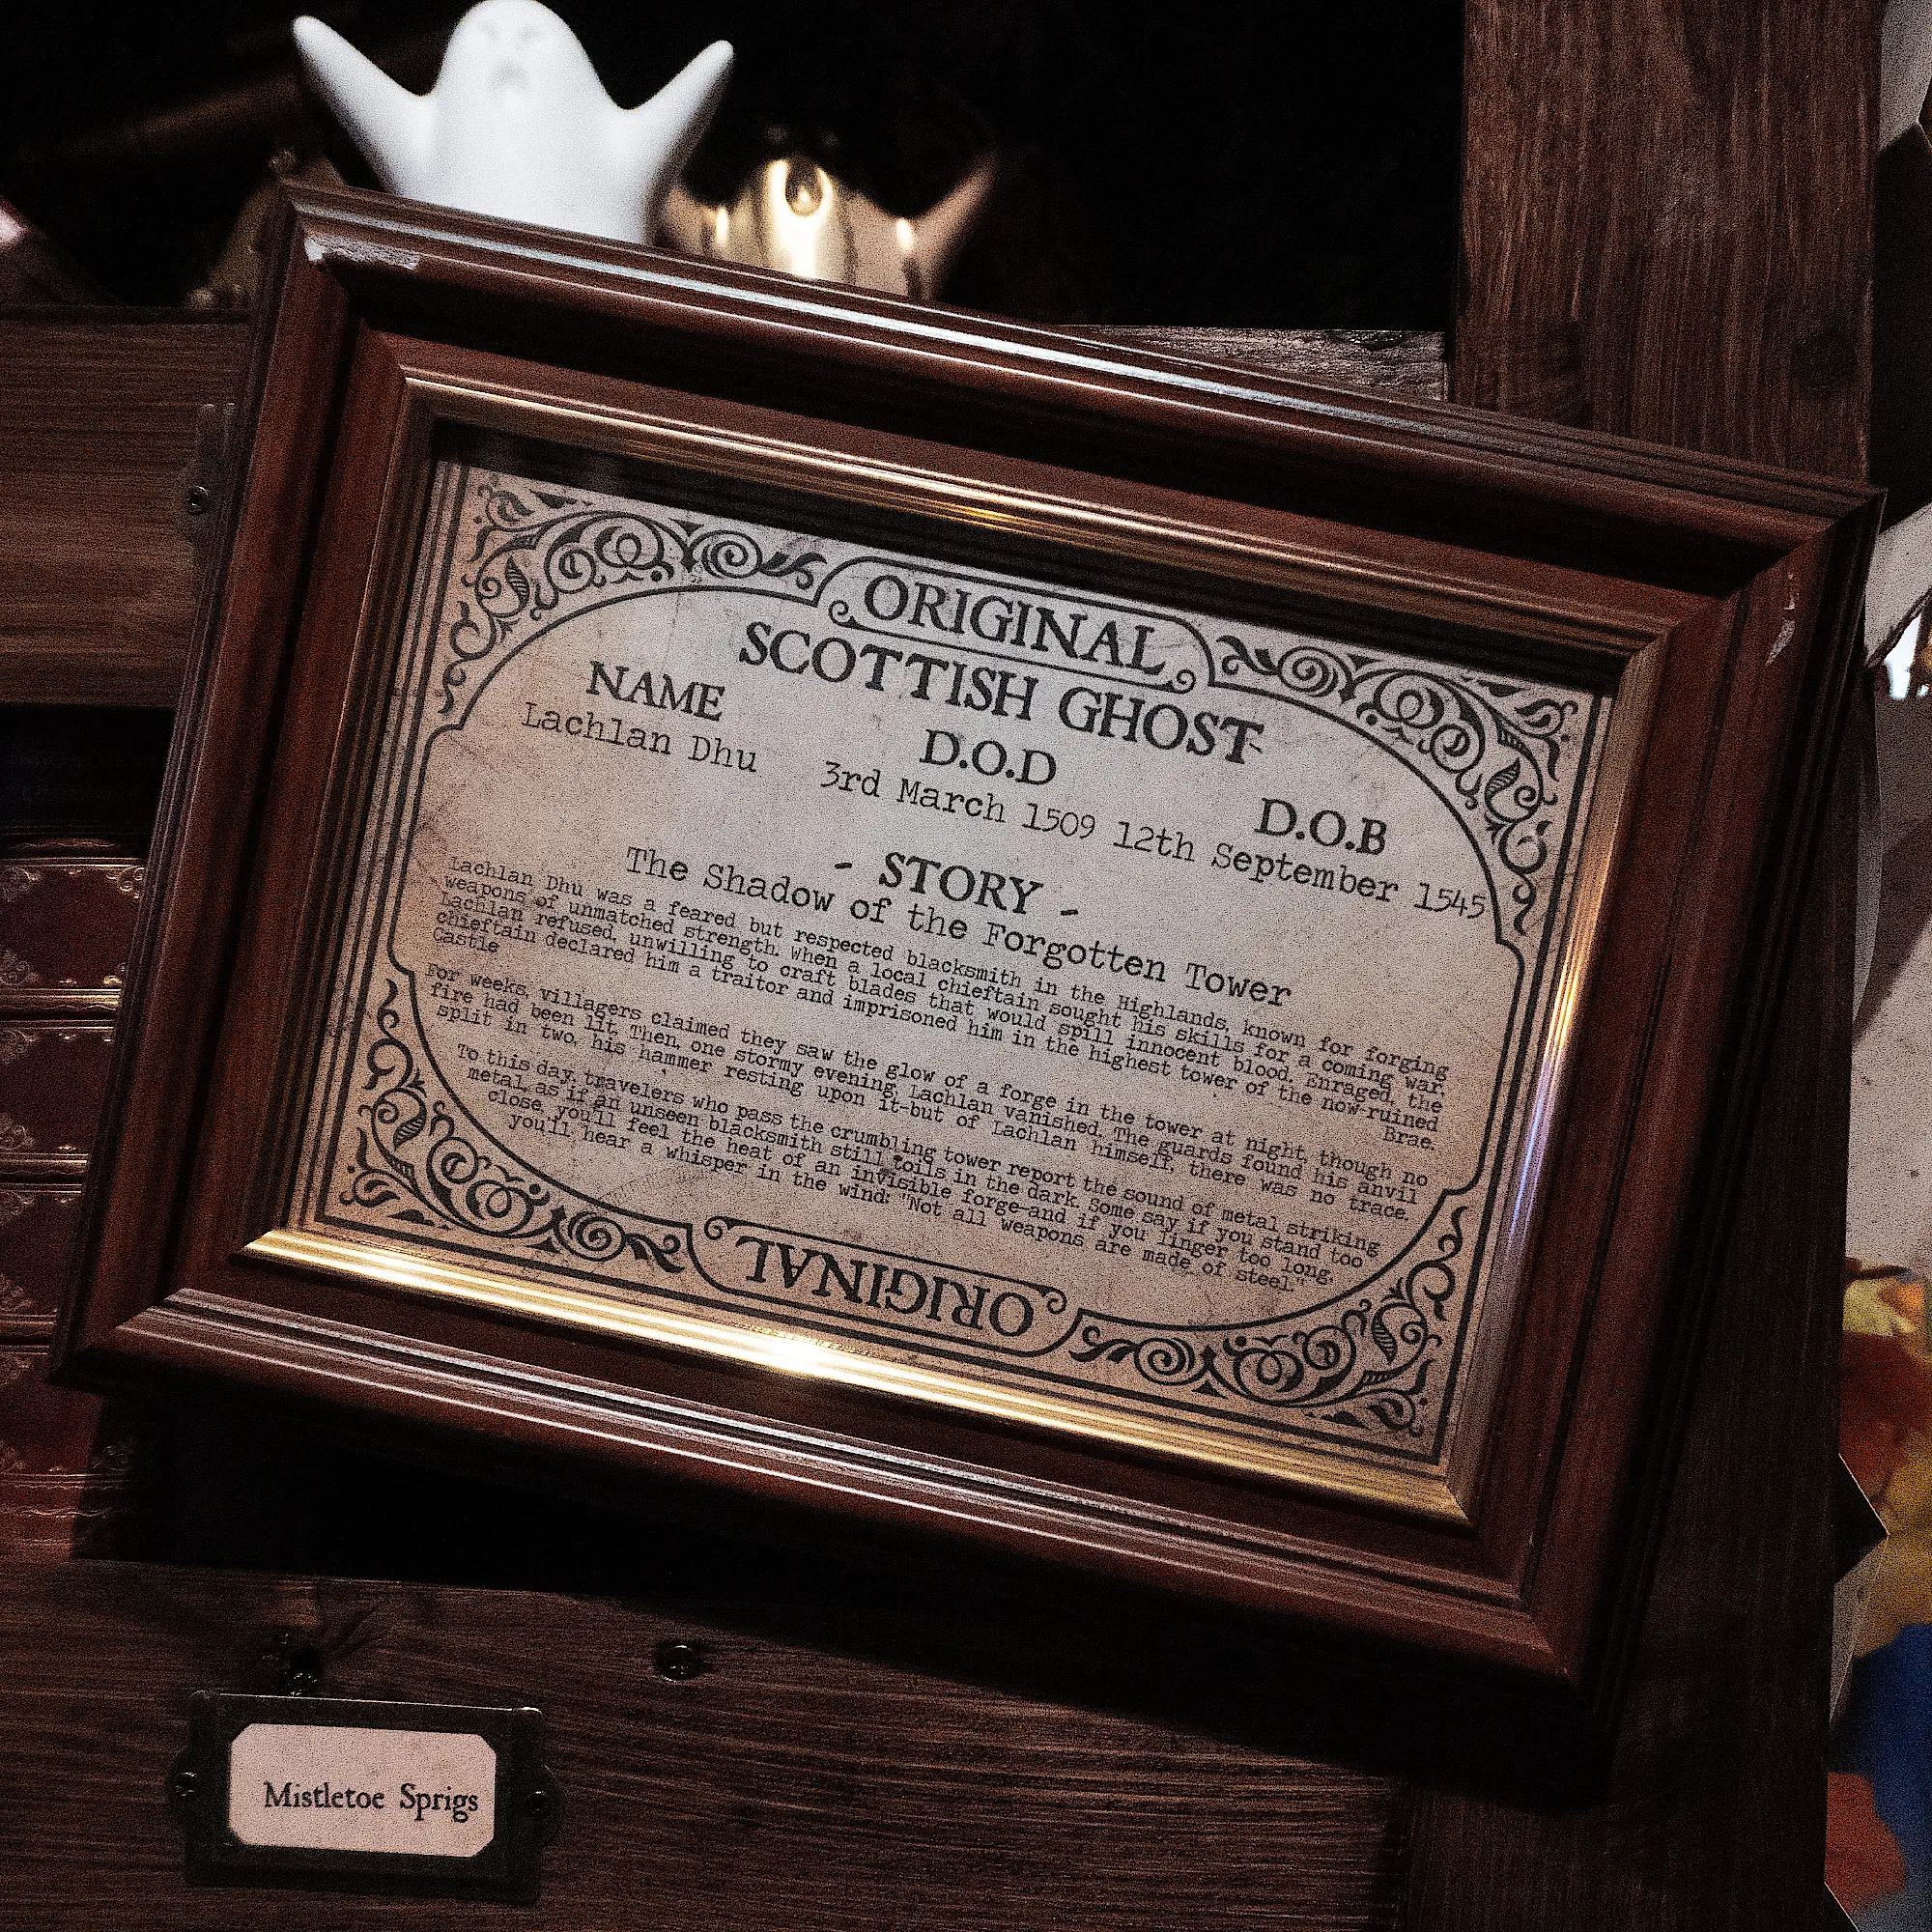 ORIGINAL
SCOTTISH GHOST
NAME
D.O.D
D.O.B
Lachlan Dhu
3rd March 1509
12th September 1545
- STORY -
The Shadow of the Forgotten Tower
Lachlan Dhu was a feared but respected blacksmith in the Highlands, known for forging
weapons of unmatched strength. When a local chieftain sought his skills for a coming war,
Lachlan refused, unwilling to craft blades that would spill innocent blood. Enraged, the
chieftain declared him a traitor and imprisoned him in the highest tower of the now-ruined
Castle Brae.
For weeks, villagers claimed they saw the glow of a forge in the tower at night, though no
fire had been lit. Then, one stormy evening, Lachlan vanished. The guards found his anvil
split in two, his hammer resting upon it-but of Lachlan himself, there was no trace.
To this day, travelers who pass the crumbling tower report the sound of metal striking
metal, as if an unseen blacksmith still toils in the dark. Some say if you stand too
close, you'll feel the heat of an invisible forge-and if you linger too long,
you'll hear a whisper in the wind: "Not all weapons are made of steel."
ORIGINAL
Mistletoe Sprigs